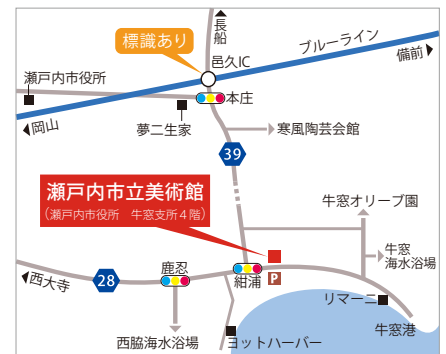 長船
標識あり
ブルーライン
備前
邑久IC
瀬戸内市役所
本庄
岡山
夢二生家
寒風陶芸会館
39
瀬戸内市立美術館
(瀬戸内市役所 牛窓支所4階)
牛窓オリーブ園
牛窓
海水浴場
鹿忍
紺浦
P
西大寺
28
リマーニ
西脇海水浴場
ヨットハーバー
牛窓港